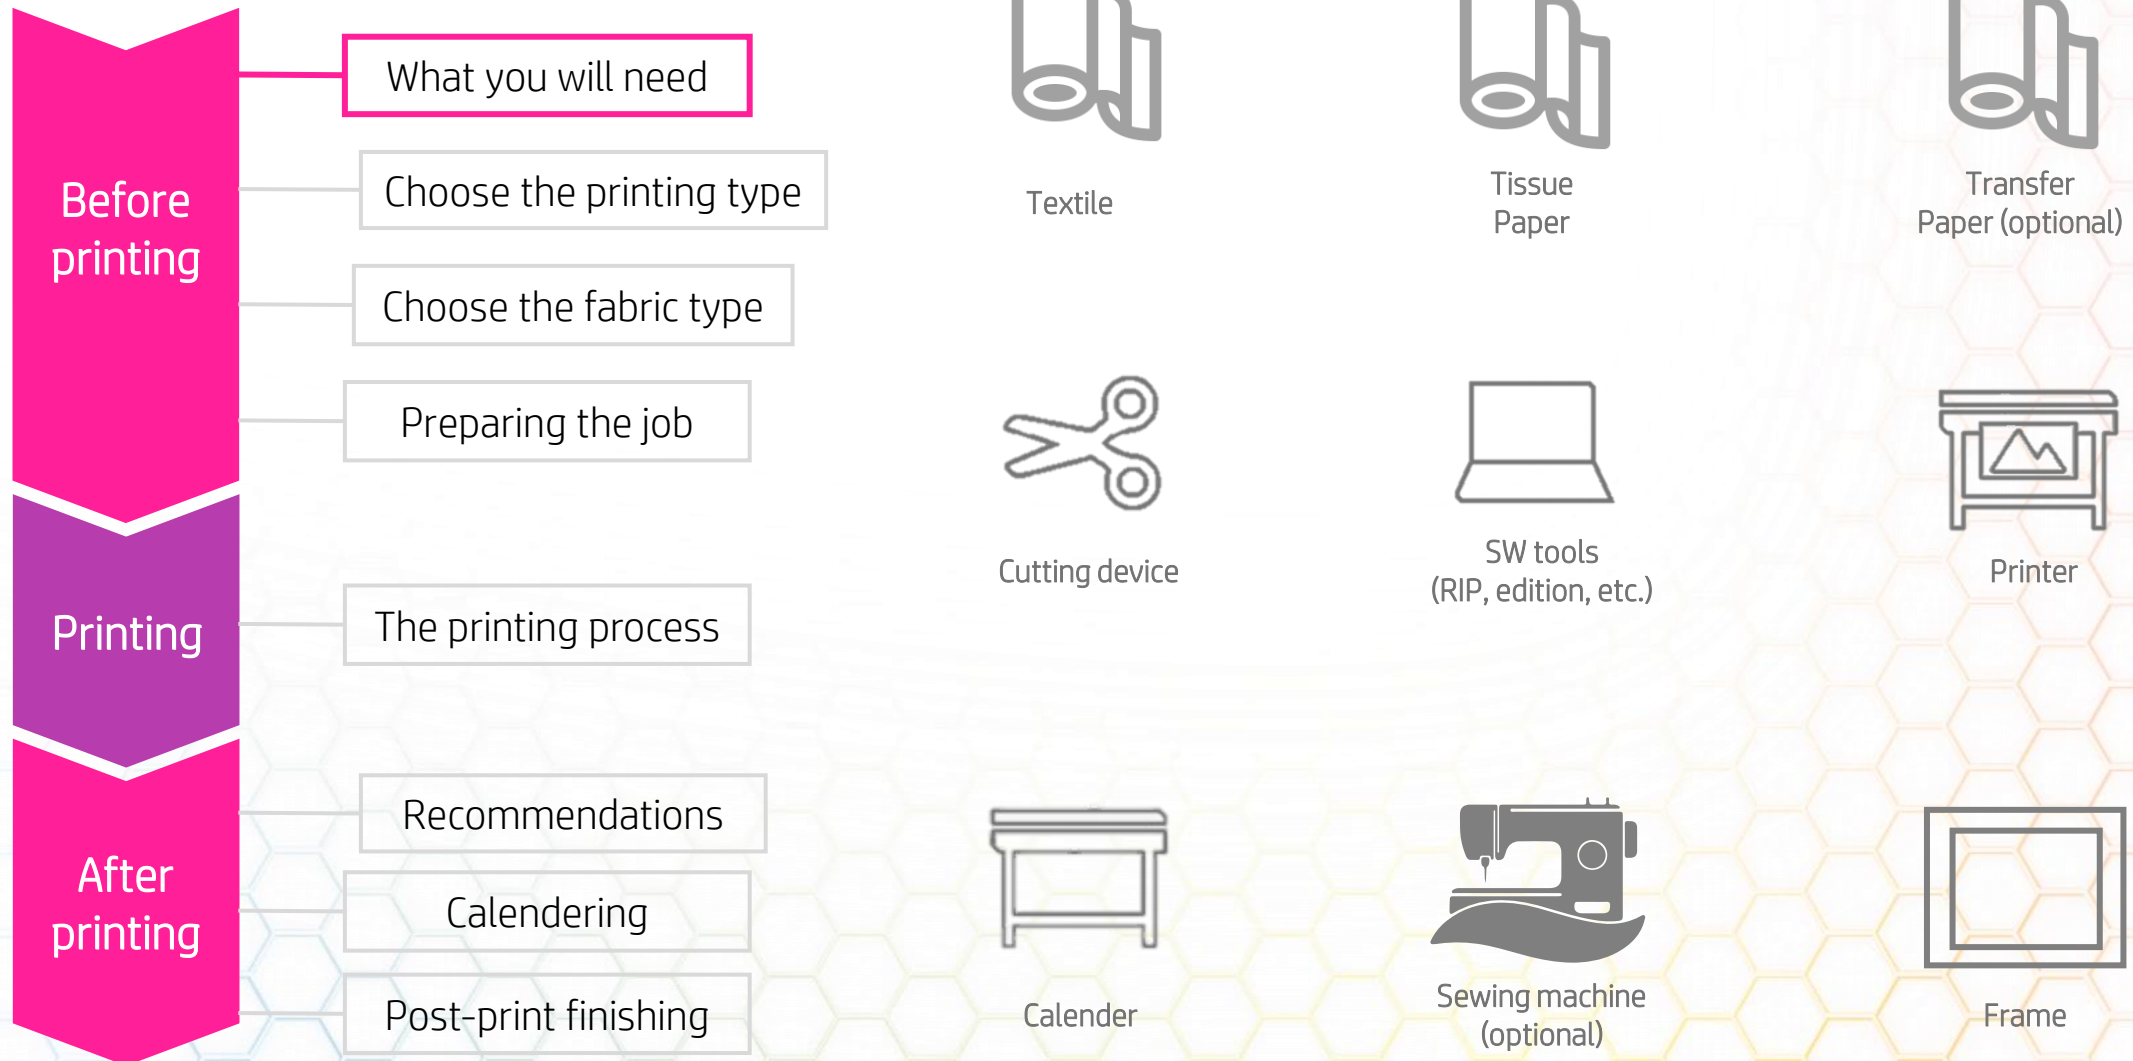 Before
printing
What you will need
Choose the printing type
Choose the fabric type
Preparing the job
Printing
The printing process
After
printing
Recommendations
Calendering
Post-print finishing
Textile
Tissue
Paper
Transfer
Paper (optional)
Cutting device
SW tools
(RIP, edition, etc.)
Printer
Calender
Sewing machine
(optional)
Frame